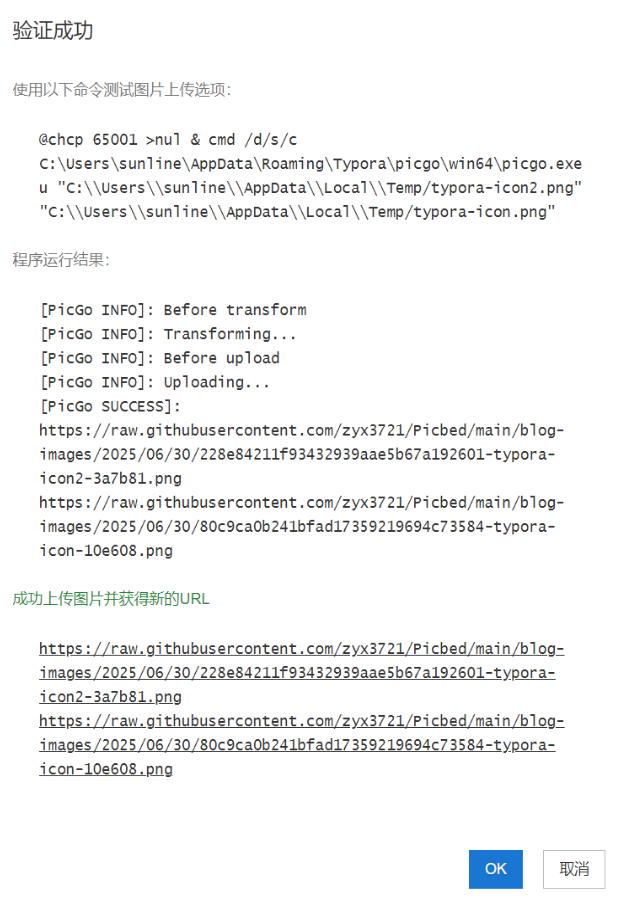 验证成功
使用以下命令测试图片上传选项：
@chcp 65001 >nul & cmd /d/s/c
C:\Users\sunline\AppData\Roaming\Typora\picgo\win64\picgo.exe
u "C:\\Users\\sunline\\AppData\\Local\\Temp/typora-icon2.png"
"C:\\Users\\sunline\\AppData\\Local\\Temp/typora-icon.png"
程序运行结果：
[PicGo INFO]: Before transform
[PicGo INFO]: Transforming...
[PicGo INFO]: Before upload
[PicGo INFO]: Uploading...
[PicGo SUCCESS]:
https://raw.githubusercontent.com/zyx3721/Picbed/main/blog-
images/2025/06/30/228e84211f93432939aae5b67a192601-typora-
icon2-3a7b81.png
https://raw.githubusercontent.com/zyx3721/Picbed/main/blog-
images/2025/06/30/80c9ca0b241bfad17359219694c73584-typora-
icon-10e608.png
成功上传图片并获得新的URL
https://raw.githubusercontent.com/zyx3721/Picbed/main/blog-
images/2025/06/30/228e84211f93432939aae5b67a192601-typora-
icon2-3a7b81.png
https://raw.githubusercontent.com/zyx3721/Picbed/main/blog-
images/2025/06/30/80c9ca0b241bfad17359219694c73584-typora-
icon-10e608.png
OK
取消